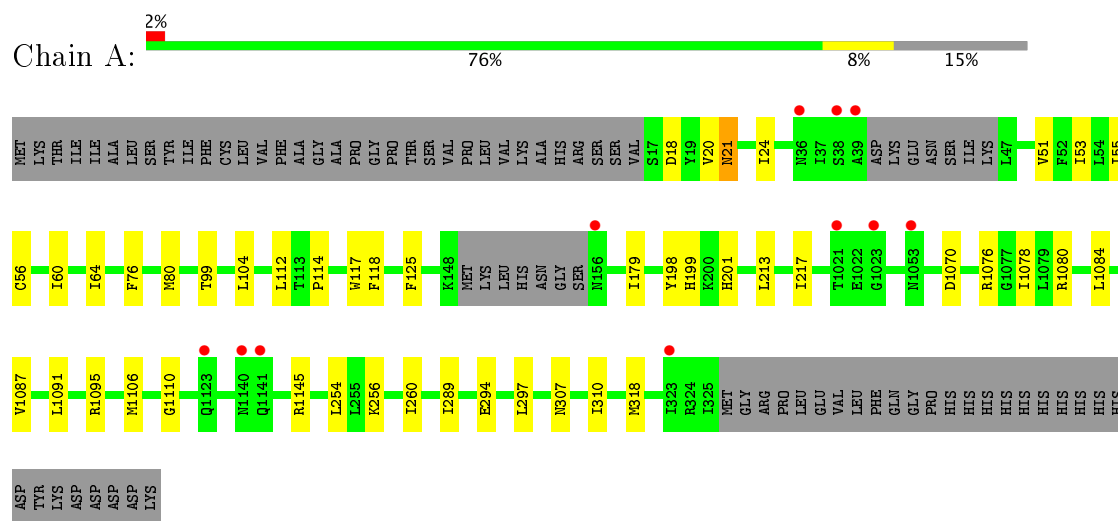 2%
Chain A:
76% 8% 15%
MET LYS THR ILE ILE ALA LEU SER TYR ILE PHE CYS LEU VAL PHE ALA GLY ALA PRO GLY PRO THR SER VAL PRO LEU VAL LYS ALA HIS ARG SER SER VAL S17 D18 Y19 V20 N21 I24 N36 I37 S38 A39 ASP LYS GLU ASN SER ILE LYS L47 V51 F52 I53 L54 I55
C56 I60 I64 F76 M80 T99 L104 L112 T113 P114 W117 F118 F125 K148 MET LYS LEU HIS ASN GLY SER N156 I179 Y198 H199 K200 H201 L213 I217 T1021 E1022 G1023 N1053 D1070 R1076 G1077 I1078 L1079 R1080 L1084
V1087 L1091 R1095 M1106 G1110 Q1123 N1140 Q1141 R1145 L254 L255 K256 I260 I289 E294 L297 N307 I310 M318 I323 R324 I325 MET GLY ARG PRO LEU GLU VAL LEU PHE GLN GLY PRO HIS HIS HIS HIS HIS HIS HIS HIS HIS HIS
ASP TYR LYS ASP ASP ASP ASP LYS